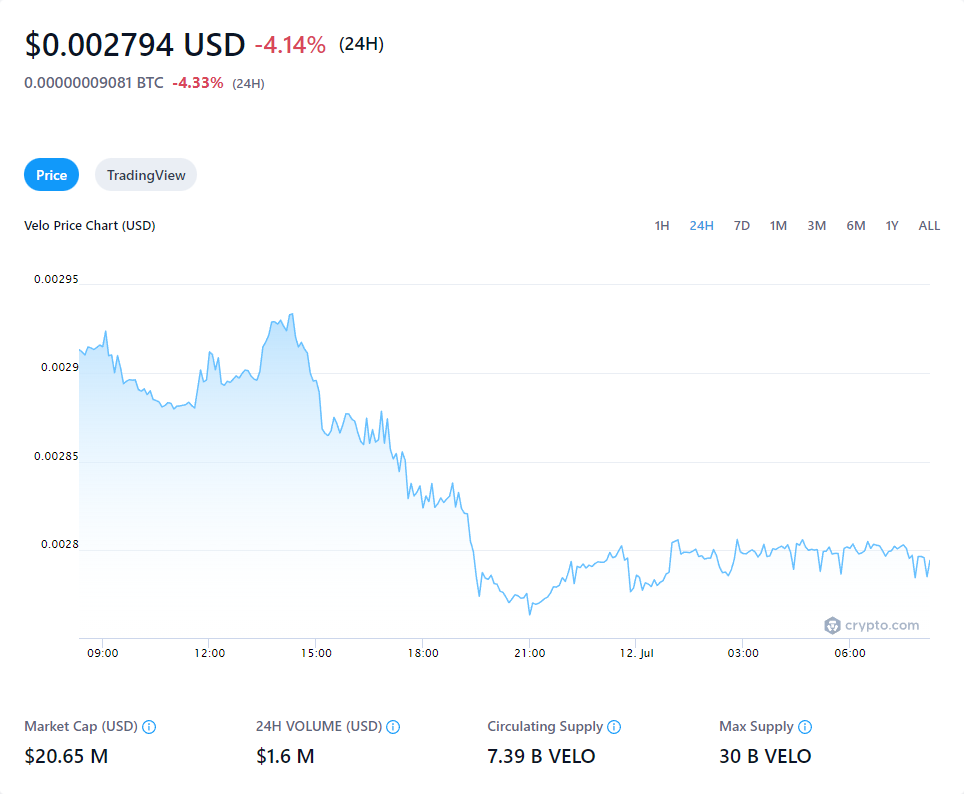 $0.002794 USD -4.14% (24H)
0.00000009081 BTC -4.33% (24H)
Price TradingView
Velo Price Chart (USD) 1H 24H 7D 1M 3M 6M 1Y ALL
0.00295
0.0029
0.00285
0.0028
crypto.com
09:00 12:00 15:00 18:00 21:00 12. Jul 03:00 06:00
Market Cap (USD) 24H VOLUME (USD) Circulating Supply Max Supply
$20.65 M $1.6 M 7.39 B VELO 30 B VELO